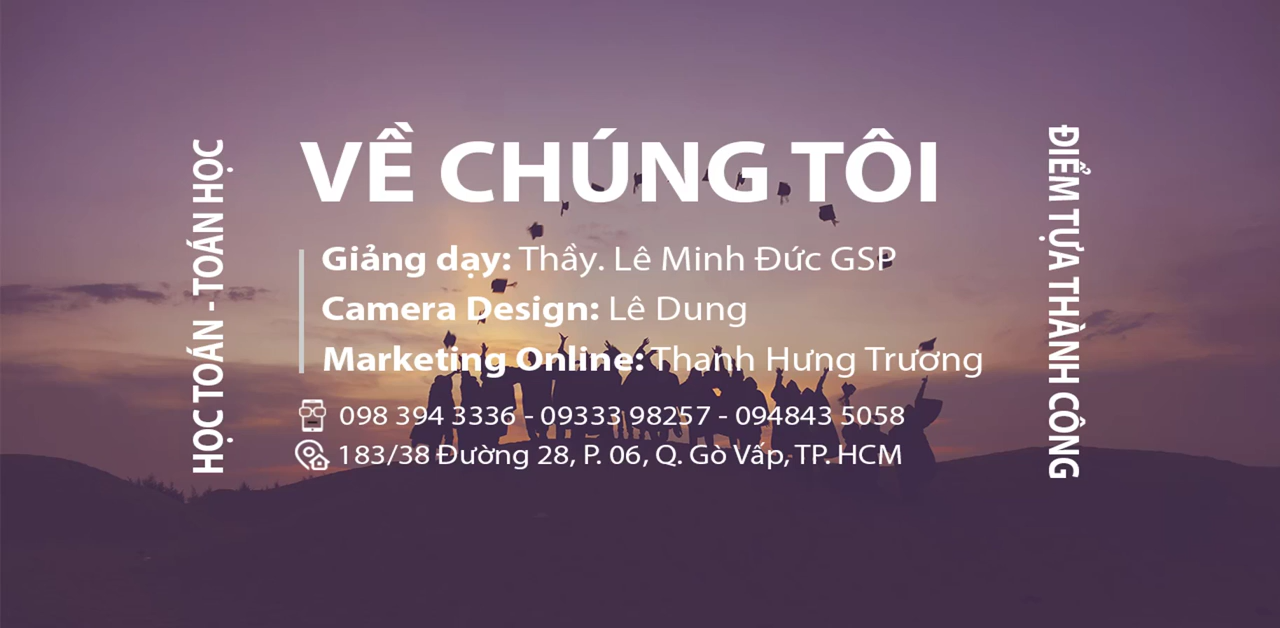 HỌC TOÁN - TOÁN HỌC
VỀ CHÚNG TÔI
Giảng dạy: Thầy. Lê Minh Đức GSP
Camera Design: Lê Dung
Marketing Online: Thạnh Hưng Trương
098 394 3336 - 09333 98257 - 094843 5058
183/38 Đường 28, P. 06, Q. Gò Vấp, TP. HCM
ĐIỂM TỰA THÀNH CÔNG